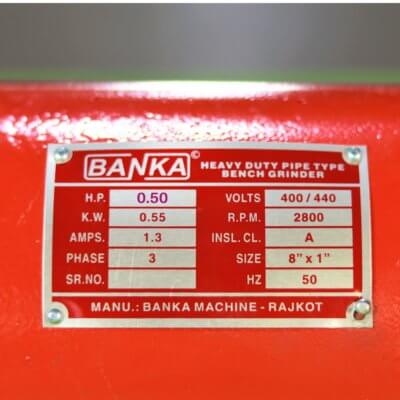 BANKA©
HEAVY DUTY PIPE TYPE
BENCH GRINDER
H.P. 0.50 VOLTS 400 / 440
K.W. 0.55 R.P.M. 2800
AMPS. 1.3 INSL. CL. A
PHASE 3 SIZE 8" x 1"
SR.NO. HZ 50
MANU.: BANKA MACHINE - RAJKOT